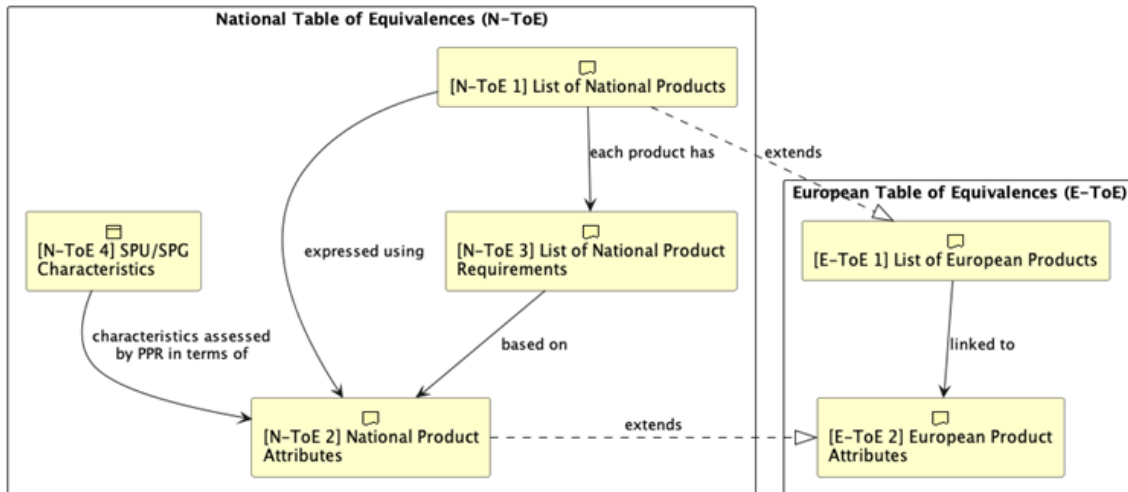 National Table of Equivalences (N-ToE)
[N-ToE 1] List of National Products
each product has
extends
European Table of Equivalences (E-ToE)
[N-ToE 4] SPU/SPG
Characteristics
expressed using
[N-ToE 3] List of National Product
Requirements
[E-ToE 1] List of European Products
characteristics assessed
by PPR in terms of
based on
linked to
[N-ToE 2] National Product
Attributes
extends
[E-ToE 2] European Product
Attributes